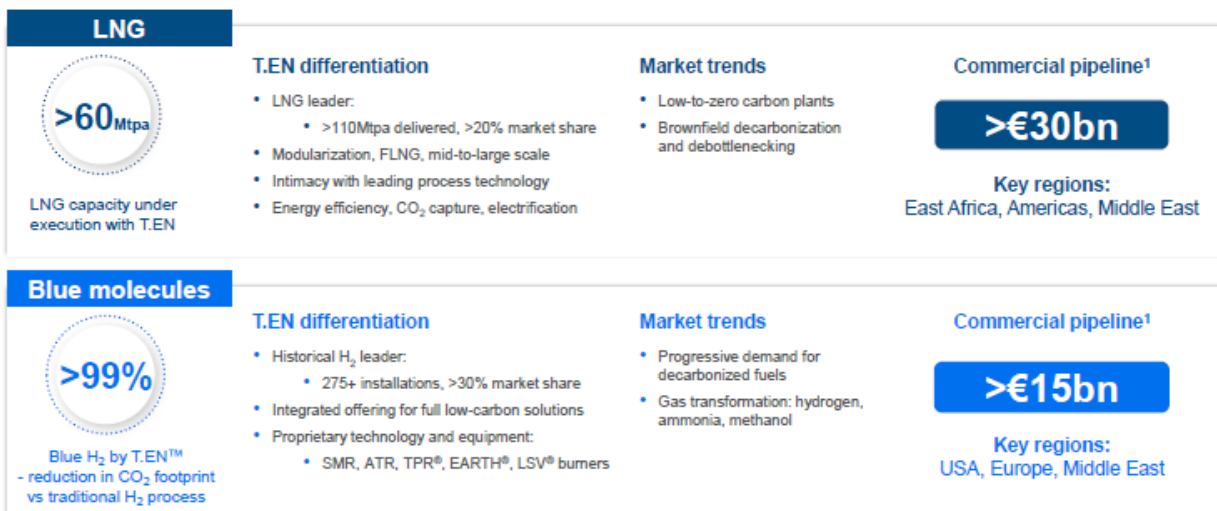 LNG
>60Mtpa
LNG capacity under
execution with T.EN
T.EN differentiation
• LNG leader:
• >110Mtpa delivered, >20% market share
• Modularization, FLNG, mid-to-large scale
• Intimacy with leading process technology
• Energy efficiency, CO₂ capture, electrification
Market trends
• Low-to-zero carbon plants
• Brownfield decarbonization
and debottlenecking
Commercial pipeline¹
>€30bn
Key regions:
East Africa, Americas, Middle East
Blue molecules
>99%
Blue H₂ by T.EN™
- reduction in CO₂ footprint
vs traditional H₂ process
T.EN differentiation
• Historical H₂ leader:
• 275+ installations, >30% market share
• Integrated offering for full low-carbon solutions
• Proprietary technology and equipment:
• SMR, ATR, TPR®, EARTH®, LSV® burners
Market trends
• Progressive demand for
decarbonized fuels
• Gas transformation: hydrogen,
ammonia, methanol
Commercial pipeline¹
>€15bn
Key regions:
USA, Europe, Middle East